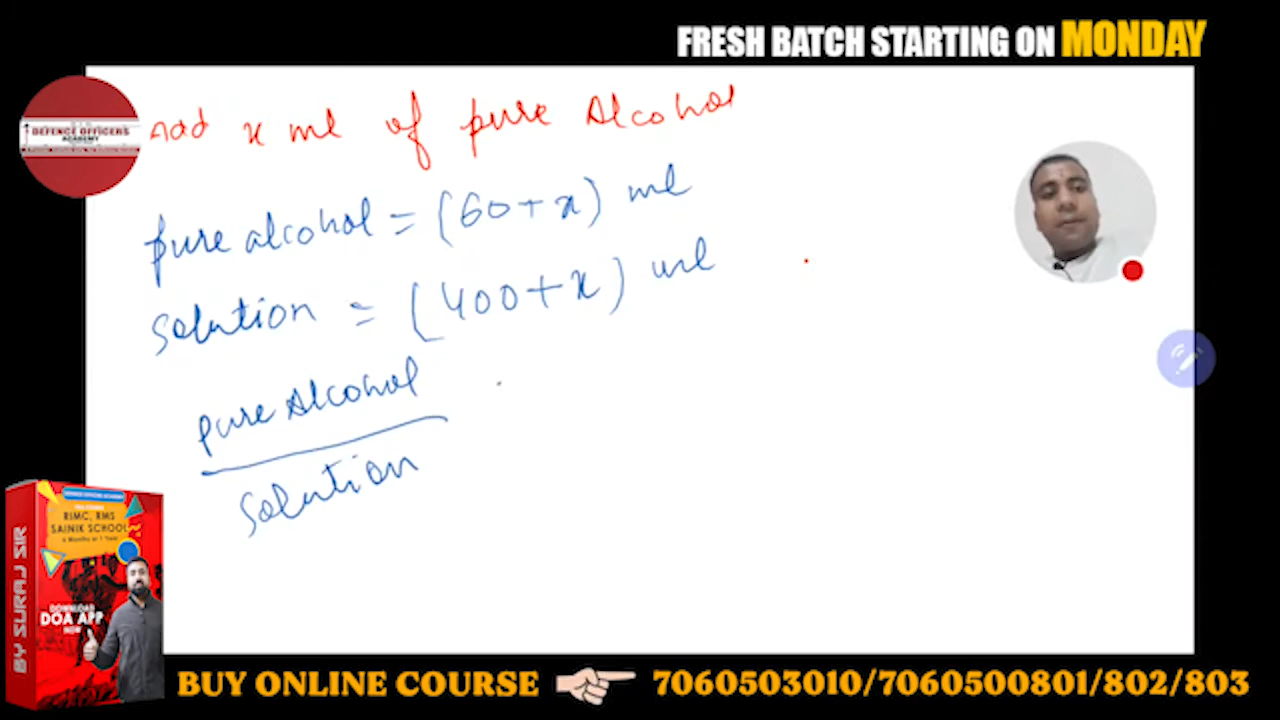 FRESH BATCH STARTING ON MONDAY
DEFENCE OFFICERS
ACADEMY
x ml of pure Alcohol
pure alcohol = (60+x) ml
solution = (400+x) ml
pure Alcohol
solution
RIMC, RMS
SAINIK SCHOOL
DOWNLOAD
DOA APP
NOW
BY SURAJ SIR
BUY ONLINE COURSE 7060503010/7060500801/802/803